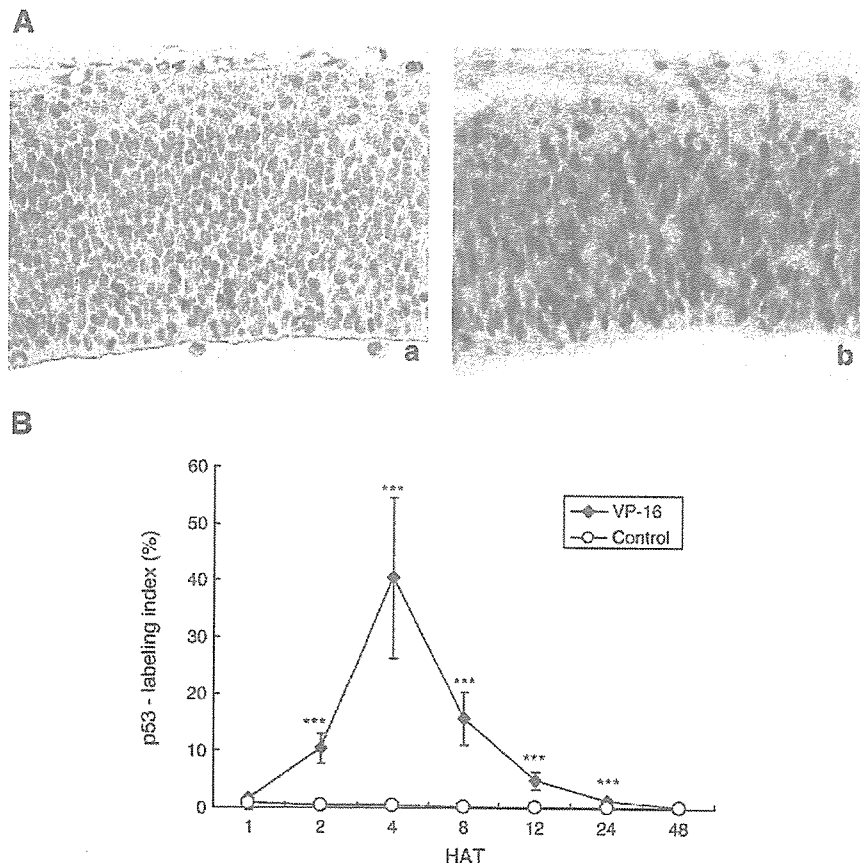 A
a
b
B
p53 - labeling index (%)
60
50
40
30
20
10
0
***
***
***
***
***
VP-16
Control
1 2 4 8 12 24 48
HAT